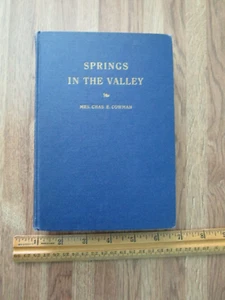 SPRINGS
IN THE VALLEY
MRS. CHAS. E. COWMAN